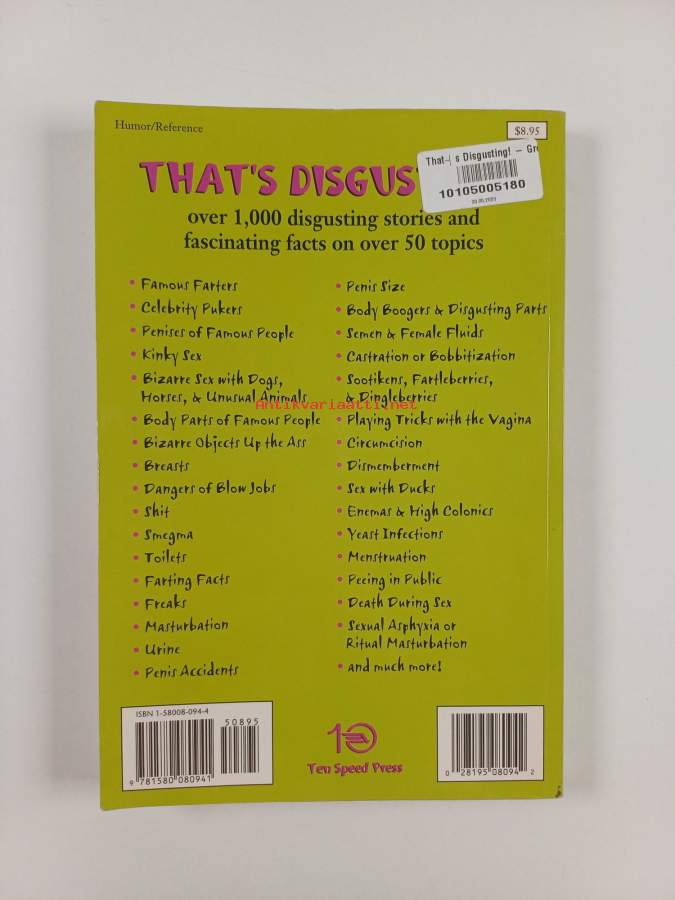 Humor/Reference
$8.95
That-s Disgusting! – Gr
10105005180
THAT'S DISGUS
over 1,000 disgusting stories and
fascinating facts on over 50 topics
• Famous Farters
• Celebrity Pukers
• Penises of Famous People
• Kinky Sex
• Bizarre Sex with Dogs,
Horses, & Unusual Animals
• Body Parts of Famous People
• Bizarre Objects Up the Ass
• Breasts
• Dangers of Blow Jobs
• Shit
• Smegma
• Toilets
• Farting Facts
• Freaks
• Masturbation
• Urine
• Penis Accidents
• Penis Size
• Body Boogers & Disgusting Parts
• Semen & Female Fluids
• Castration or Bobbitization
• Sootikens, Fartleberries,
& Dingleberries
• Playing Tricks with the Vagina
• Circumcision
• Dismemberment
• Sex with Ducks
• Enemas & High Colonics
• Yeast Infections
• Menstruation
• Peeing in Public
• Death During Sex
• Sexual Asphyxia or
Ritual Masturbation
• and much more!
Antikvariaatti.net
ISBN 1-58008-094-4
50895
9 781580 080941
10
Ten Speed Press
0 28195 08094 2